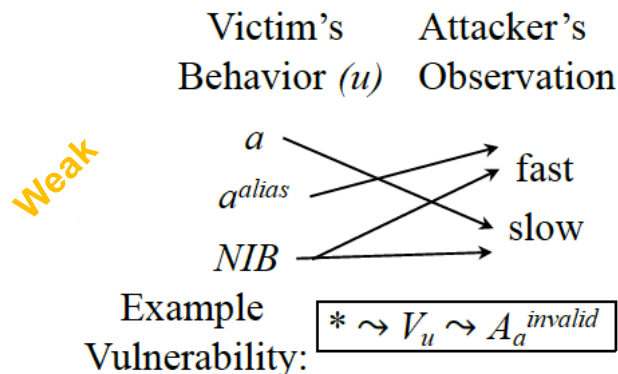 Victim's Attacker's
Behavior (u) Observation
Weak
a
a^alias
fast
slow
NIB
Example
Vulnerability:
* ⤳ V_u ⤳ A_a^invalid